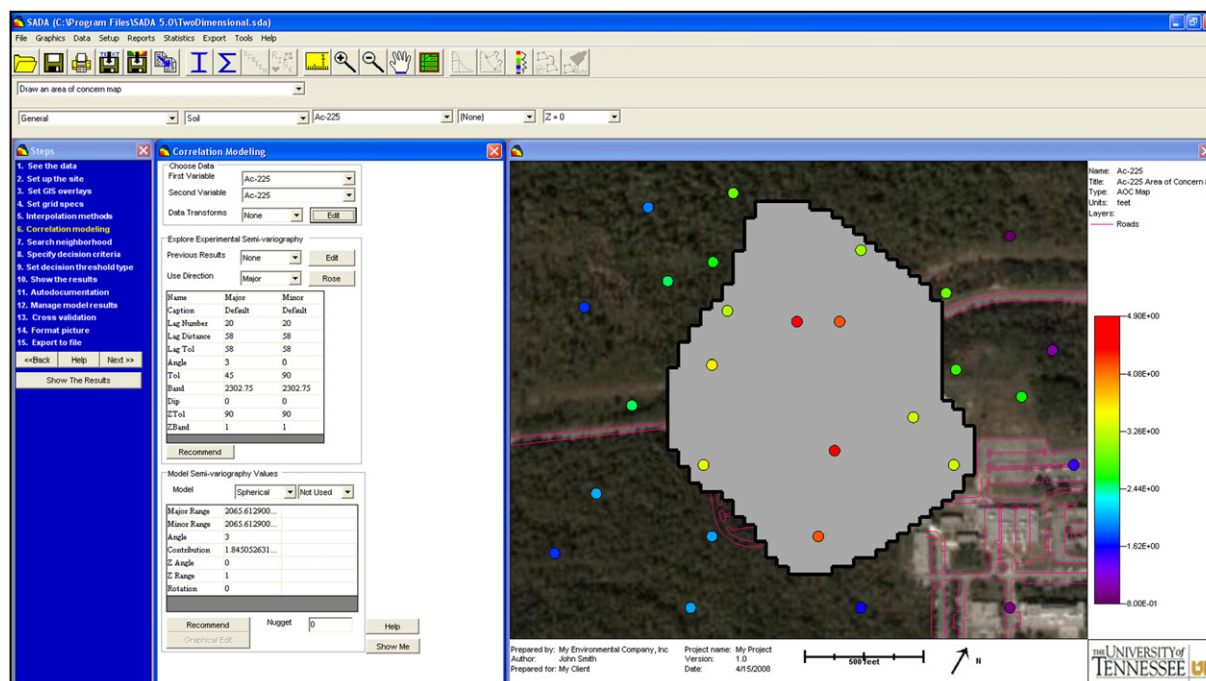 SADA (C:\Program Files\SADA 5.0\TwoDimensional.sda)
File Graphics Data Setup Reports Statistics Export Tools Help
TEXT
Draw an area of concern map
General Soil Ac-225 (None) Z = 0
Steps
1. See the data
2. Set up the site
3. Set GIS overlays
4. Set grid specs
5. Interpolation methods
6. Correlation modeling
7. Search neighborhood
8. Specify decision criteria
9. Set decision threshold type
10. Show the results
11. Autodocumentation
12. Manage model results
13. Cross validation
14. Format picture
15. Export to file
<<Back Help Next >>
Show The Results
Correlation Modeling
Choose Data
First Variable Ac-225
Second Variable Ac-225
Data Transforms None Edit
Explore Experimental Semi-variography
Previous Results None Edit
Use Direction Major Rose
Name Major Minor
Caption Default Default
Lag Number 20 20
Lag Distance 58 58
Lag Tol 58 58
Angle 3 0
Tol 45 90
Band 2302.75 2302.75
Dip 0 0
ZTol 90 90
ZBand 1 1
Recommend
Model Semi-variography Values
Model Spherical Not Used
Major Range 2065.612900...
Minor Range 2065.612900...
Angle 3
Contribution 1.845052631...
Z Angle 0
Z Range 1
Rotation 0
Recommend Nugget 0
Graphical Edit
Help
Show Me
Name: Ac-225
Title: Ac-225 Area of Concern
Type: AOC Map
Units: feet
Layers:
Roads
4.90E+00
4.08E+00
3.26E+00
2.44E+00
1.62E+00
8.00E-01
Prepared by: My Environmental Company, Inc
Author: John Smith
Prepared for: My Client
Project name: My Project
Version: 1.0
Date: 4/15/2008
500 feet
N
THE UNIVERSITY of
TENNESSEE